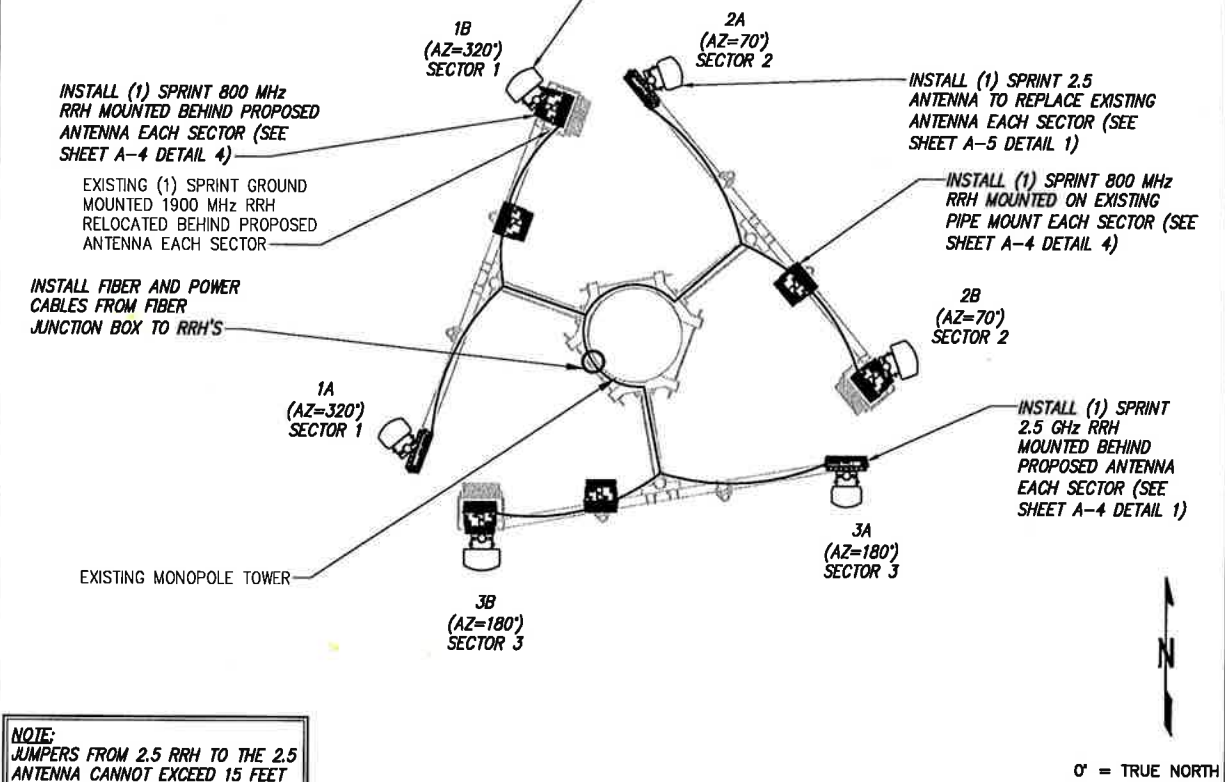 1B
(AZ=320°)
SECTOR 1
2A
(AZ=70°)
SECTOR 2
INSTALL (1) SPRINT 800 MHz
RRH MOUNTED BEHIND PROPOSED
ANTENNA EACH SECTOR (SEE
SHEET A-4 DETAIL 4)
EXISTING (1) SPRINT GROUND
MOUNTED 1900 MHz RRH
RELOCATED BEHIND PROPOSED
ANTENNA EACH SECTOR
INSTALL FIBER AND POWER
CABLES FROM FIBER
JUNCTION BOX TO RRH'S
INSTALL (1) SPRINT 2.5
ANTENNA TO REPLACE EXISTING
ANTENNA EACH SECTOR (SEE
SHEET A-5 DETAIL 1)
INSTALL (1) SPRINT 800 MHz
RRH MOUNTED ON EXISTING
PIPE MOUNT EACH SECTOR (SEE
SHEET A-4 DETAIL 4)
2B
(AZ=70°)
SECTOR 2
1A
(AZ=320°)
SECTOR 1
INSTALL (1) SPRINT
2.5 GHz RRH
MOUNTED BEHIND
PROPOSED ANTENNA
EACH SECTOR (SEE
SHEET A-4 DETAIL 1)
3A
(AZ=180°)
SECTOR 3
EXISTING MONOPOLE TOWER
3B
(AZ=180°)
SECTOR 3
N
NOTE:
JUMPERS FROM 2.5 RRH TO THE 2.5
ANTENNA CANNOT EXCEED 15 FEET
0° = TRUE NORTH